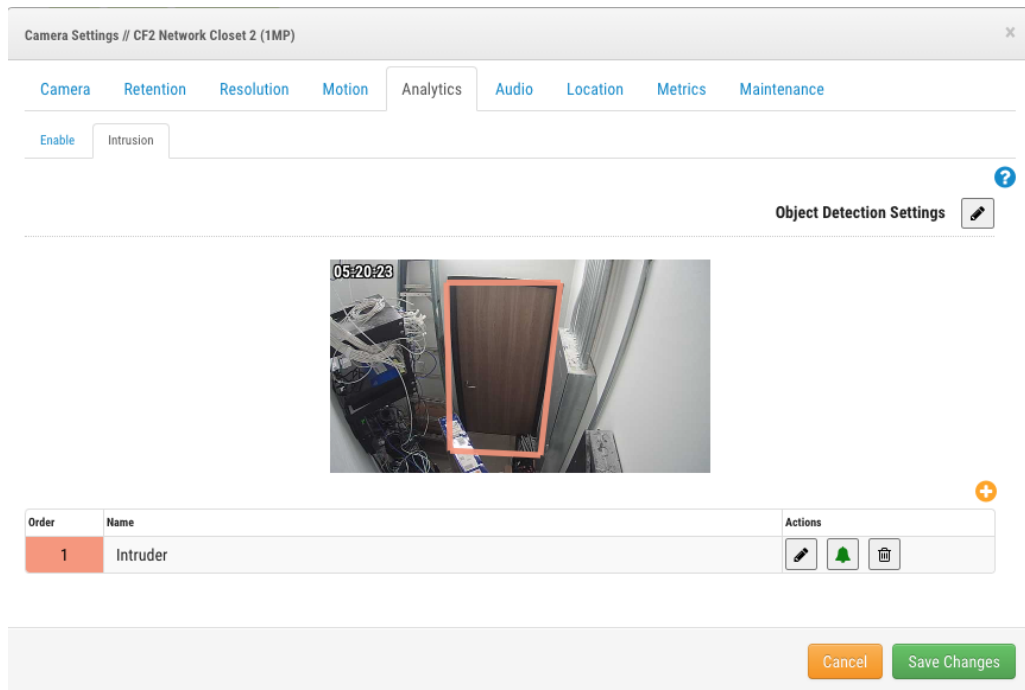 Camera Settings // CF2 Network Closet 2 (1MP) ×
Camera Retention Resolution Motion Analytics Audio Location Metrics Maintenance
Enable Intrusion
?
Object Detection Settings
05:20:23
Order Name Actions
1 Intruder
Cancel Save Changes